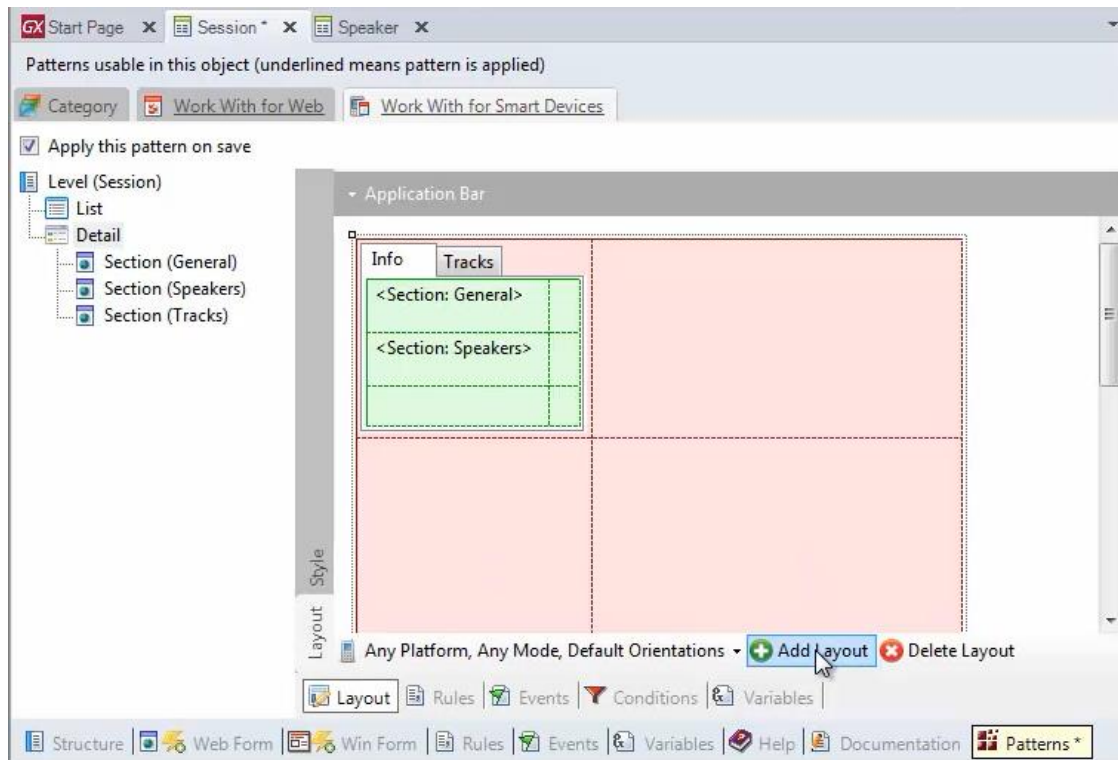 GX Start Page X Session * X Speaker X
Patterns usable in this object (underlined means pattern is applied)
Category Work With for Web Work With for Smart Devices
Apply this pattern on save
Level (Session)
List
Detail
Section (General)
Section (Speakers)
Section (Tracks)
Application Bar
Info Tracks
<Section: General>
<Section: Speakers>
Style
Layout
Any Platform, Any Mode, Default Orientations Add Layout Delete Layout
Layout Rules Events Conditions Variables
Structure Web Form Win Form Rules Events Variables Help Documentation Patterns *